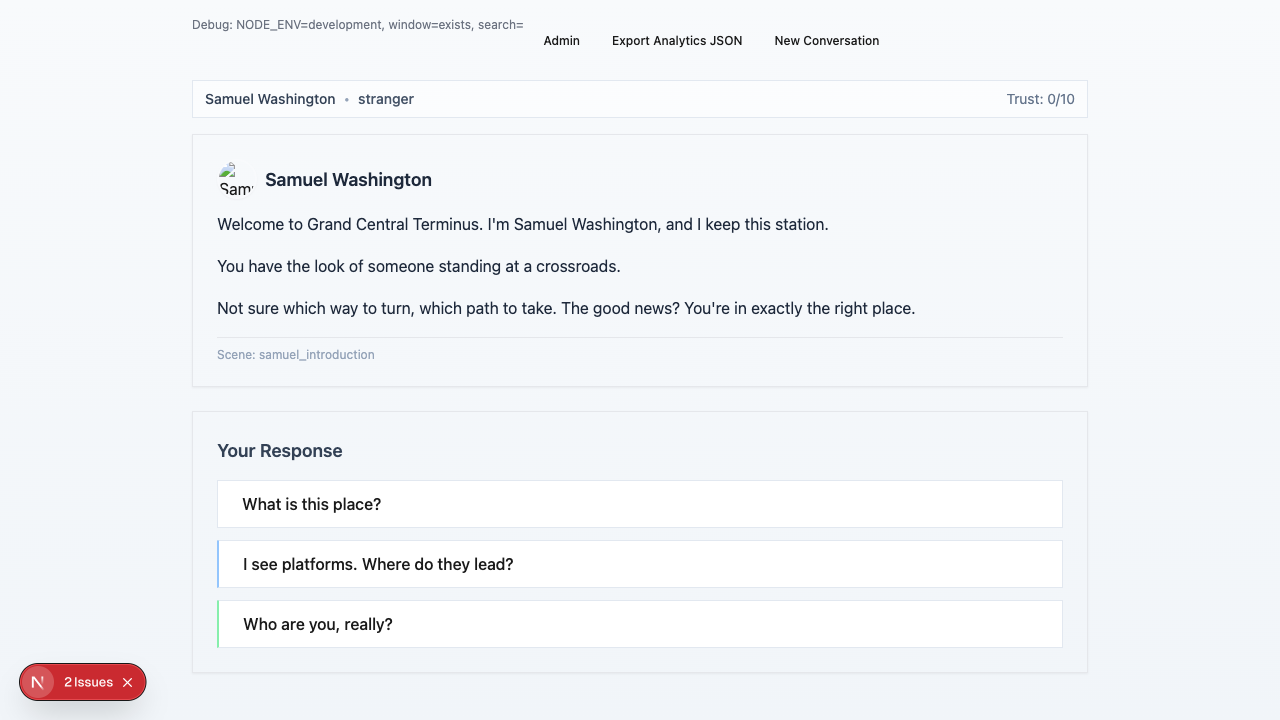 Debug: NODE_ENV=development, window=exists, search=
Admin
Export Analytics JSON
New Conversation
Samuel Washington • stranger
Trust: 0/10
Samuel Washington
Welcome to Grand Central Terminus. I'm Samuel Washington, and I keep this station.
You have the look of someone standing at a crossroads.
Not sure which way to turn, which path to take. The good news? You're in exactly the right place.
Scene: samuel_introduction
Your Response
What is this place?
I see platforms. Where do they lead?
Who are you, really?
N 2 Issues